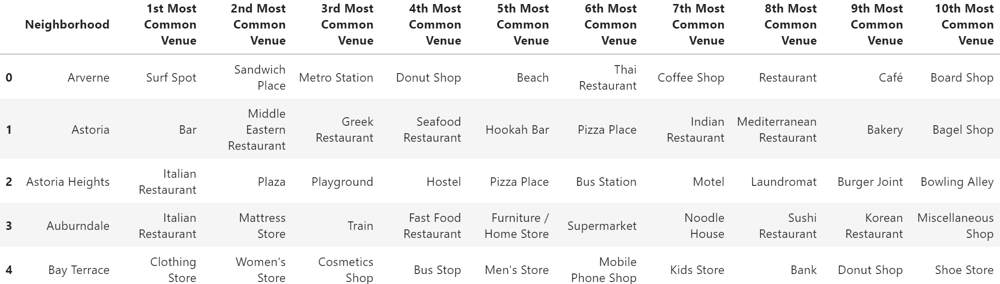 Neighborhood 1st Most Common Venue 2nd Most Common Venue 3rd Most Common Venue 4th Most Common Venue 5th Most Common Venue 6th Most Common Venue 7th Most Common Venue 8th Most Common Venue 9th Most Common Venue 10th Most Common Venue
0 Arverne Surf Spot Sandwich Place Metro Station Donut Shop Beach Thai Restaurant Coffee Shop Restaurant Café Board Shop
1 Astoria Bar Middle Eastern Restaurant Greek Restaurant Seafood Restaurant Hookah Bar Pizza Place Indian Restaurant Mediterranean Restaurant Bakery Bagel Shop
2 Astoria Heights Italian Restaurant Plaza Playground Hostel Pizza Place Bus Station Motel Laundromat Burger Joint Bowling Alley
3 Auburndale Italian Restaurant Mattress Store Train Fast Food Restaurant Furniture / Home Store Supermarket Noodle House Sushi Restaurant Korean Restaurant Miscellaneous Shop
4 Bay Terrace Clothing Store Women's Store Cosmetics Shop Bus Stop Men's Store Mobile Phone Shop Kids Store Bank Donut Shop Shoe Store